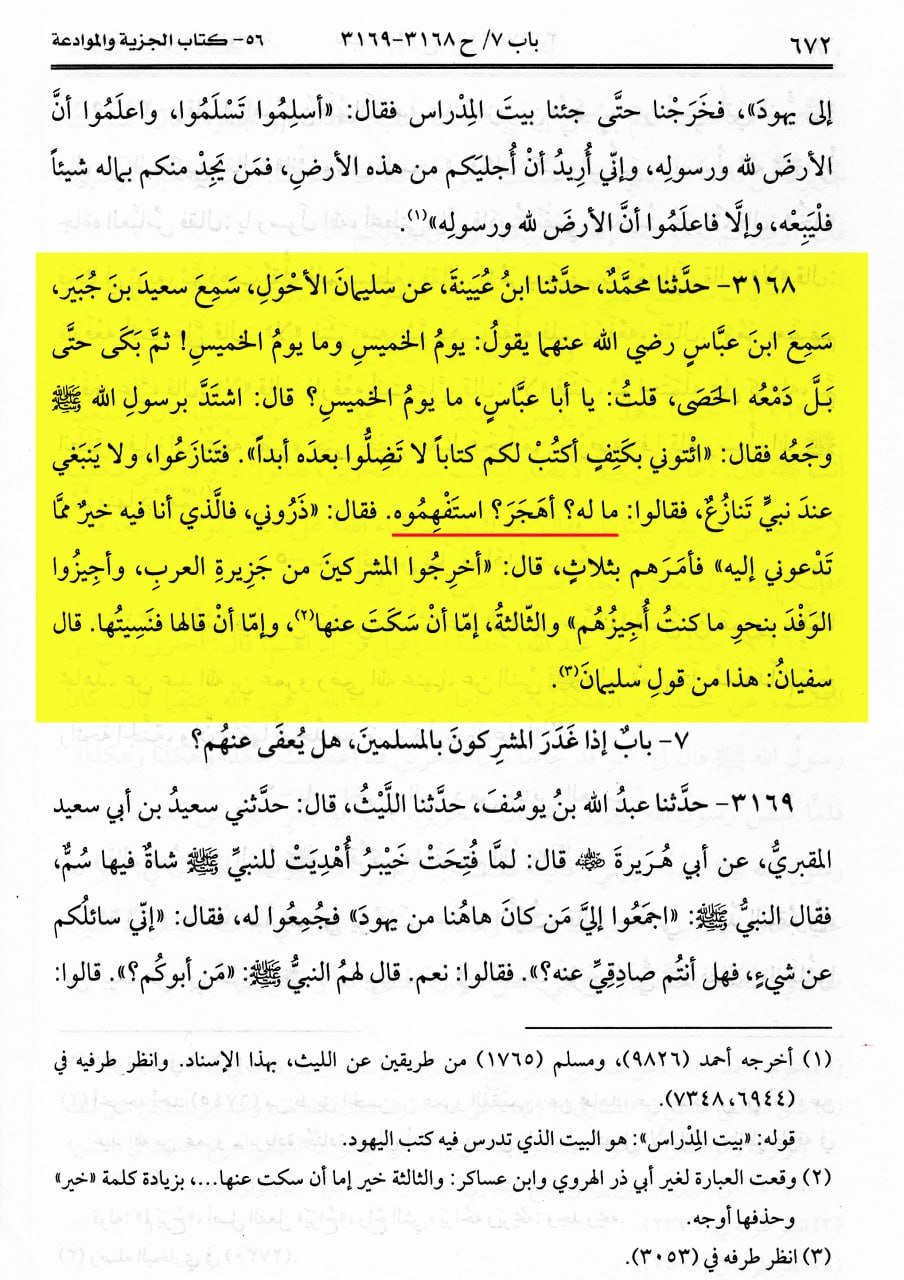 ٦٧٢ باب ٧/ ح ٣١٦٨-٣١٦٩ ٥٦- كتاب الجزية والموادعة
إلى يهودَ»، فخَرَجْنا حتَّى جئنا بيتَ المِدْراس فقال: «أسلِمُوا تَسْلَمُوا، واعلَمُوا أنَّ
الأرضَ لله ورسولِه، وإنّي أُرِيدُ أنْ أُجلِيَكم من هذه الأرضِ، فمَن يَجِدْ منكم بماله شيئاً
فلْيَبِعْه، وإلَّا فاعلَمُوا أنَّ الأرضَ لله ورسولِه»(١).
٣١٦٨- حدَّثنا محمَّدٌ، حدَّثنا ابنُ عُيَينةَ، عن سليمانَ الأحْوَلِ، سَمِعَ سعيدَ بنَ جُبَير،
سَمِعَ ابنَ عبَّاسٍ رضي الله عنهما يقولُ: يومُ الخميسِ وما يومُ الخميسِ! ثمَّ بَكَى حتَّى
بَـلَّ دَمْعُه الحَصَى، قلتُ: يا أبا عبَّاسٍ، ما يومُ الخميسِ؟ قال: اشتَدَّ برسولِ الله ﷺ
وجَعُه فقال: «ائْتوني بكَتِفٍ أكتُبْ لكم كتاباً لا تَضِلُّوا بعدَه أبداً». فتَنازَعُوا، ولا يَنبَغي
عندَ نبيٍّ تَنازُعٌ، فقالوا: ما له؟ أهَجَرَ؟ استَفْهِمُوه. فقال: «ذَرُوني، فالَّذي أنا فيه خيرٌ ممَّا
تَدْعوني إليه» فأمَرَهم بثلاثٍ، قال: «أخرِجُوا المشركينَ من جَزِيرةِ العربِ، وأجِيزُوا
الوَفْدَ بنحوِ ما كنتُ أُجِيزُهُم» والثّالثةُ، إمّا أنْ سَكَتَ عنها(٢)، وإمّا أنْ قالها فنَسِيتُها. قال
سفيانُ: هذا من قولِ سليمانَ(٣).
٧- بابٌ إذا غَدَرَ المشركونَ بالمسلمينَ، هل يُعفَى عنهُم؟
٣١٦٩- حدَّثنا عبدُ الله بنُ يوسُفَ، حدَّثنا اللَّيْثُ، قال: حدَّثني سعيدُ بن أبي سعيد
المقبريُّ، عن أبي هُـرَيرةَ ﷺ قال: لمَّا فُتِحَتْ خَيْبَرُ أُهْدِيَتْ للنبيِّ ﷺ شاةٌ فيها سُمٌّ،
فقال النبيُّ ﷺ: «اجمَعُوا إليَّ مَن كانَ هاهُنا من يهودَ» فجُمِعُوا له، فقال: «إنّي سائلُكم
عن شيءٍ، فهل أنتُم صادِقِيَّ عنه؟». فقالوا: نعم. قال لهمُ النبيُّ ﷺ: «مَن أبوكُم؟». قالوا:
(١) أخرجه أحمد (٩٨٢٦)، ومسلم (١٧٦٥) من طريقين عن الليث، بهذا الإسناد. وانظر طرفيه في
(٦٩٤٤، ٧٣٤٨).
قوله: «بيت المِدْراس»: هو البيت الذي تدرس فيه كتب اليهود.
(٢) وقعت العبارة لغير أبي ذر الهروي وابن عساكر: والثالثة خير إما أن سكت عنها...، بزيادة كلمة «خير»
وحذفها أوجه.
(٣) انظر طرفه في (٣٠٥٣).